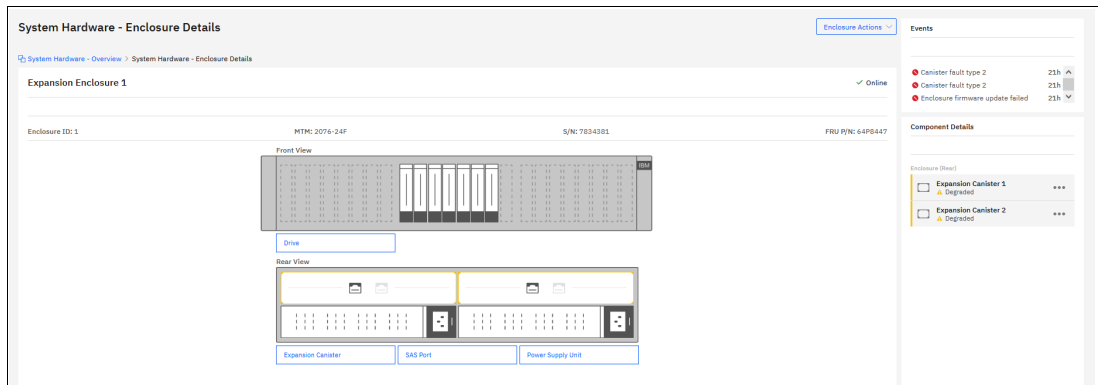 System Hardware - Enclosure Details
Enclosure Actions
System Hardware - Overview > System Hardware - Enclosure Details
Expansion Enclosure 1
Online
Enclosure ID: 1
MTM: 2076-24F
S/N: 7834381
FRU P/N: 64P8447
Front View
IBM
Drive
Rear View
Expansion Canister
SAS Port
Power Supply Unit
Events
Canister fault type 2 21h
Canister fault type 2 21h
Enclosure firmware update failed 21h
Component Details
Enclosure (Rear)
Expansion Canister 1
Degraded
Expansion Canister 2
Degraded